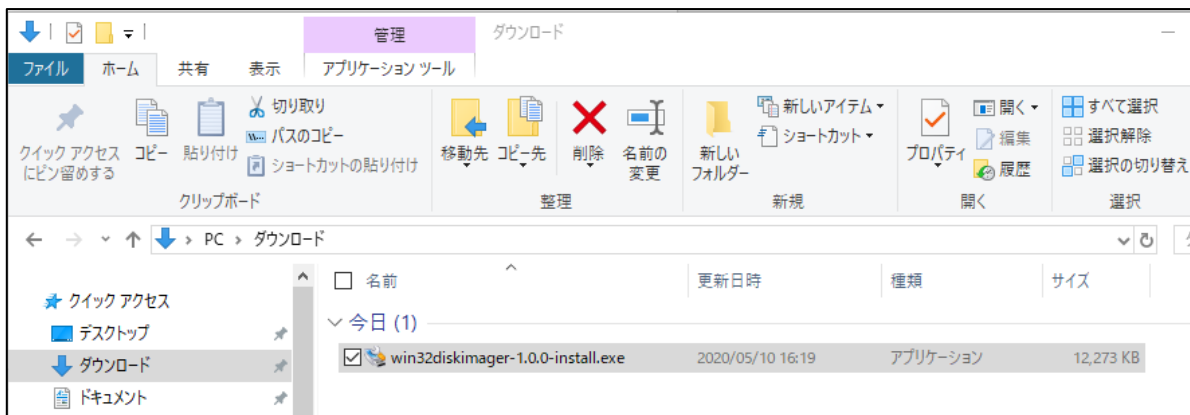 管理
ダウンロード
ファイル
ホーム
共有
表示
アプリケーション ツール
クイック アクセス
にピン留めする
コピー
貼り付け
切り取り
パスのコピー
ショートカットの貼り付け
クリップボード
移動先
コピー先
削除
名前の
変更
整理
新しい
フォルダー
新しいアイテム
ショートカット
新規
プロパティ
開く
編集
履歴
開く
すべて選択
選択解除
選択の切り替え
選択
PC
ダウンロード
クイック アクセス
デスクトップ
ダウンロード
ドキュメント
名前
更新日時
種類
サイズ
今日 (1)
win32diskimager-1.0.0-install.exe
2020/05/10 16:19
アプリケーション
12,273 KB